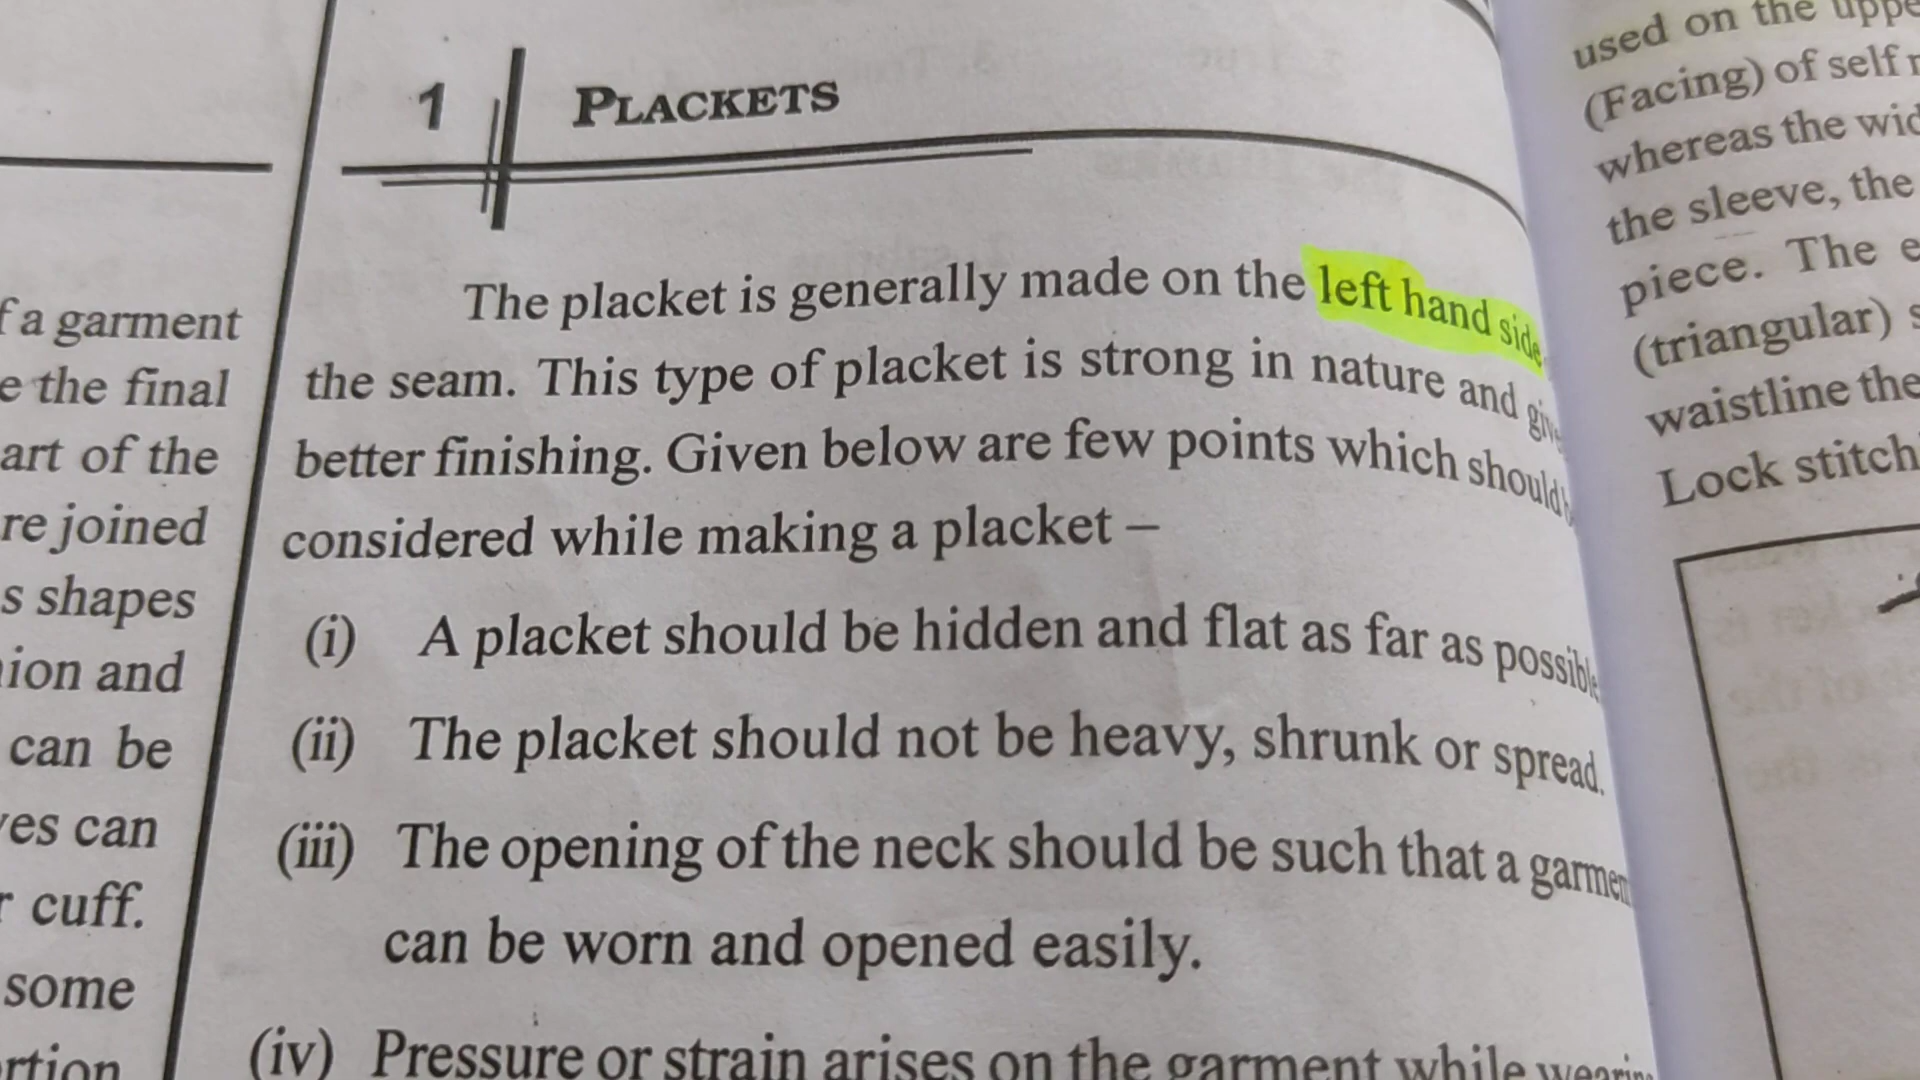 f a garment
e the final
art of the
re joined
s shapes
ion and
can be
es can
r cuff.
some
rtion
1 PLACKETS
The placket is generally made on the left hand side
the seam. This type of placket is strong in nature and give
better finishing. Given below are few points which should
considered while making a placket –
(i) A placket should be hidden and flat as far as possible
(ii) The placket should not be heavy, shrunk or spread.
(iii) The opening of the neck should be such that a garmen
can be worn and opened easily.
(iv) Pressure or strain arises on the garment while wearing
used on the uppe
(Facing) of self
whereas the wid
the sleeve, the
piece. The e
(triangular) s
waistline the
Lock stitch